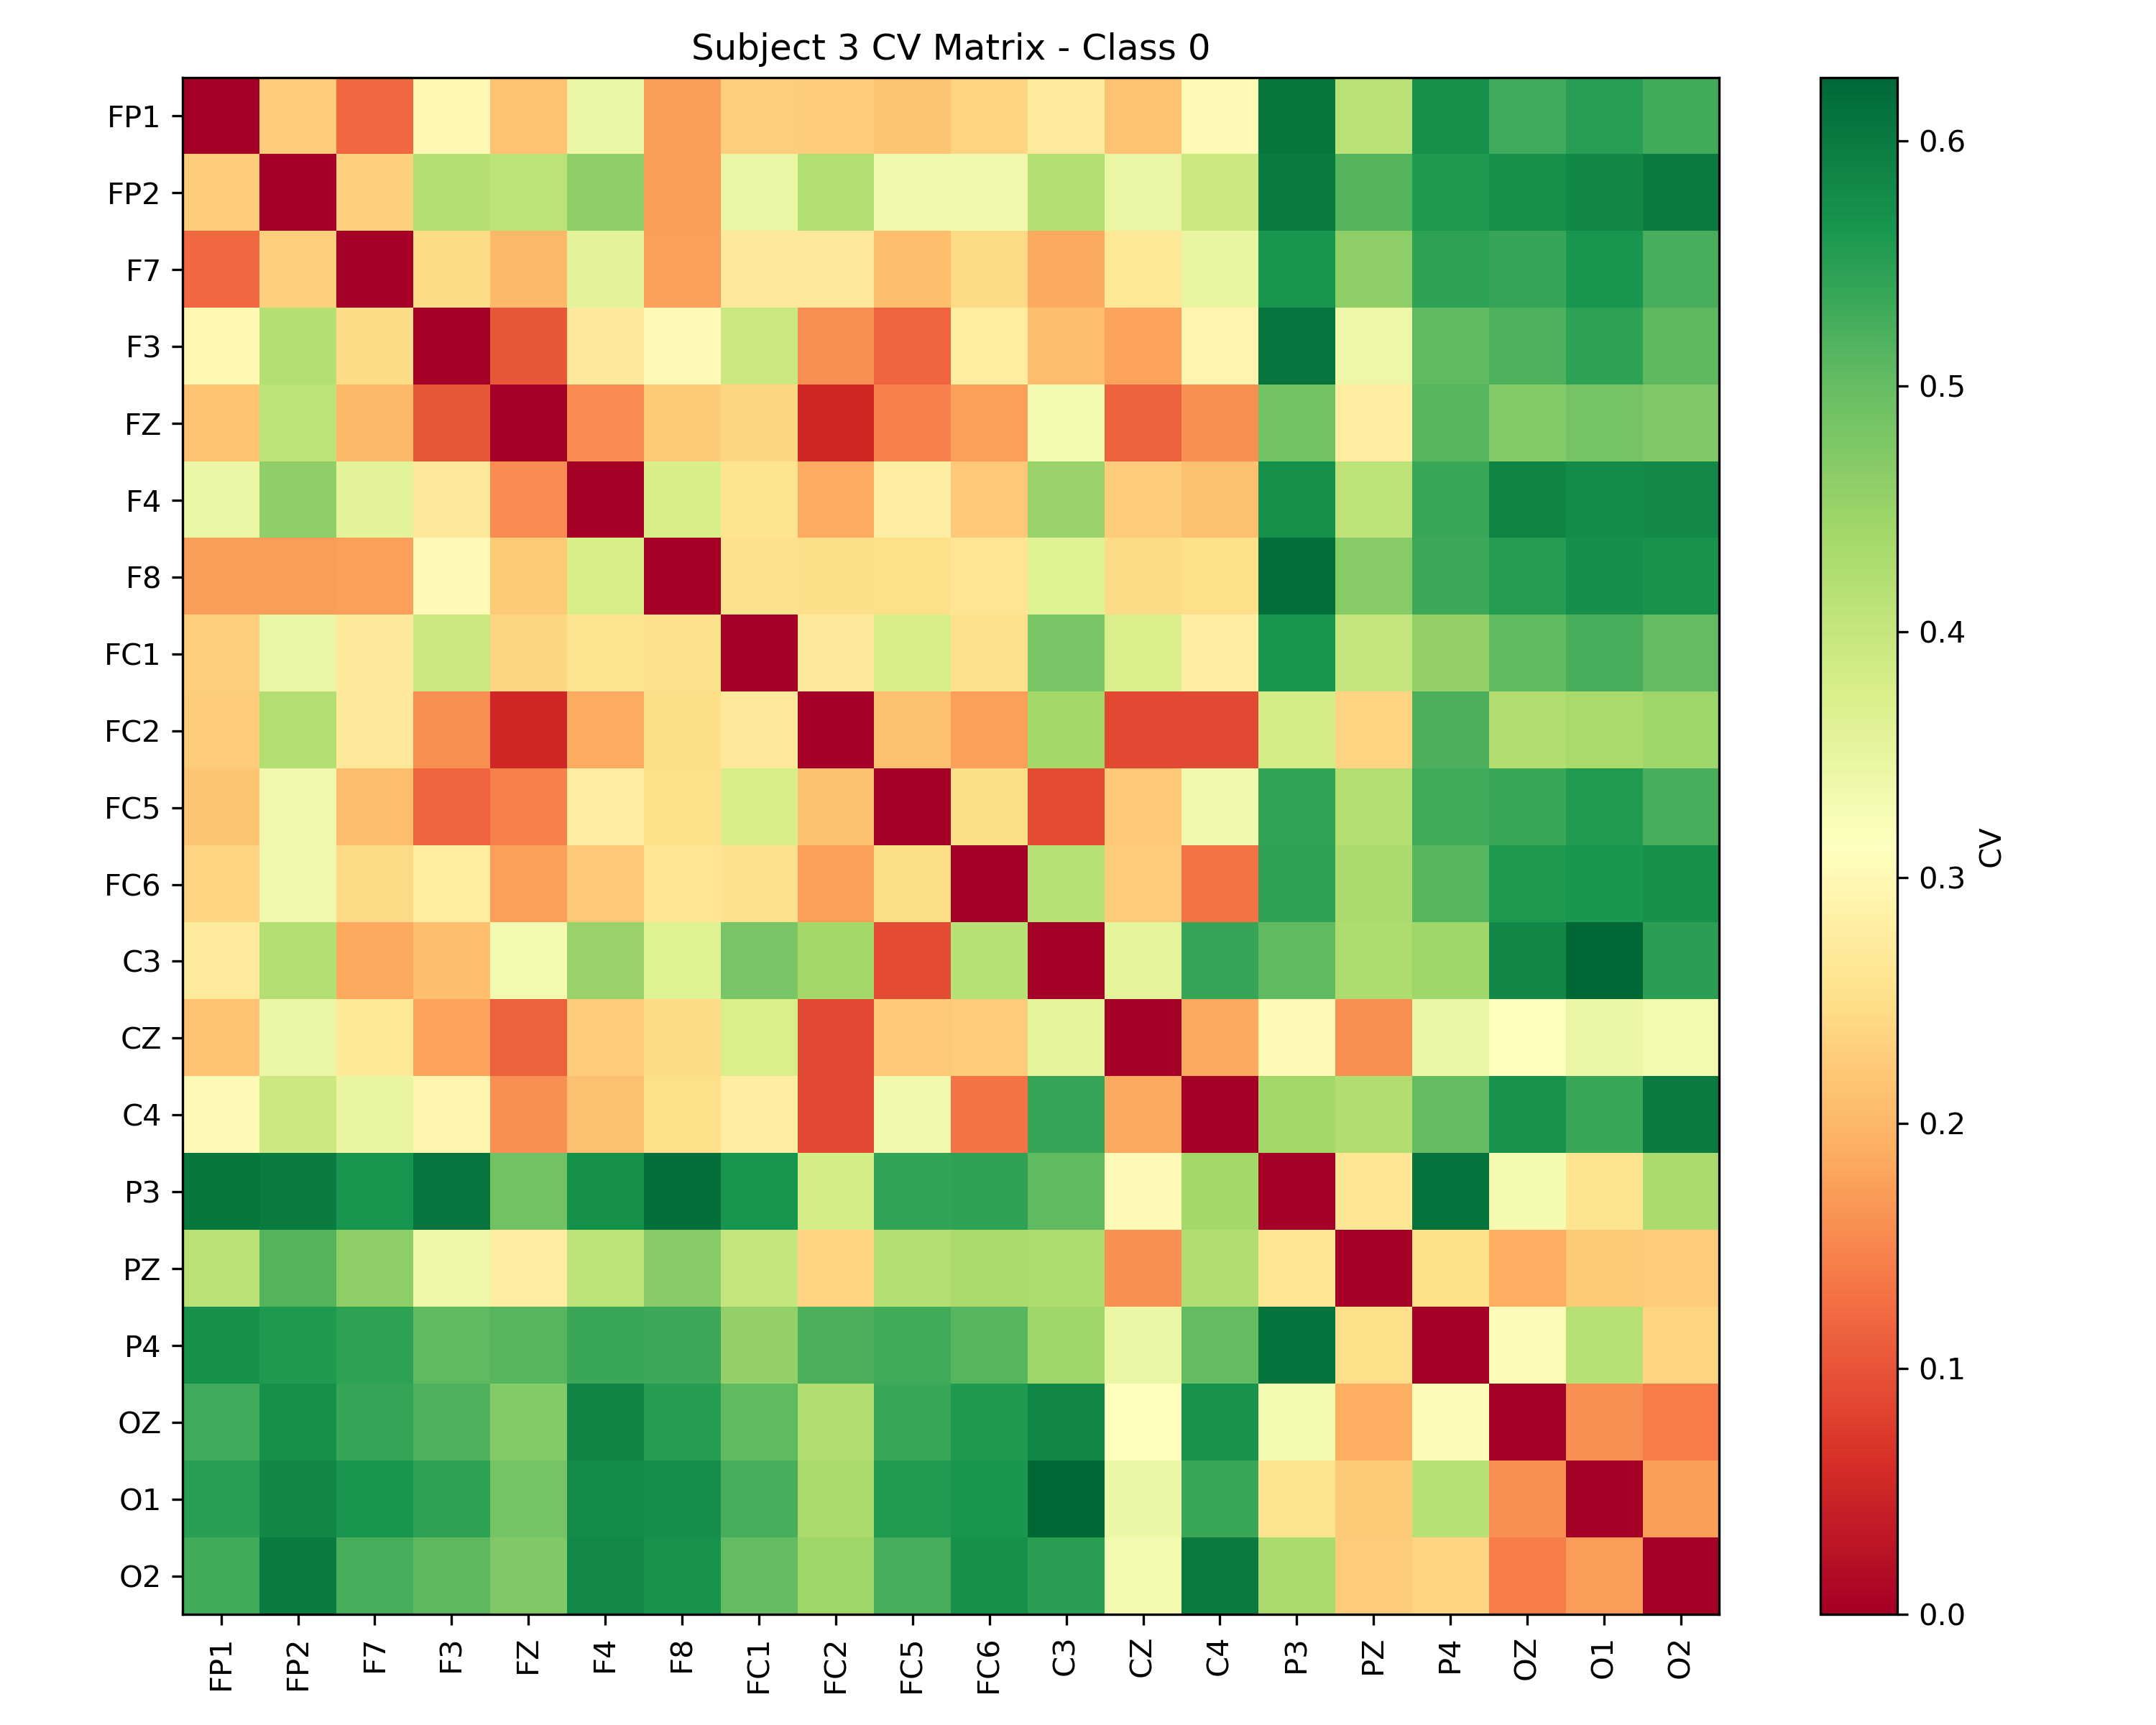 Subject 3 CV Matrix - Class 0
FP1
FP2
F7
F3
FZ
F4
F8
FC1
FC2
FC5
FC6
C3
CZ
C4
P3
PZ
P4
OZ
O1
O2
FP1 FP2 F7 F3 FZ F4 F8 FC1 FC2 FC5 FC6 C3 CZ C4 P3 PZ P4 OZ O1 O2
0.6
0.5
0.4
0.3
0.2
0.1
0.0
CV